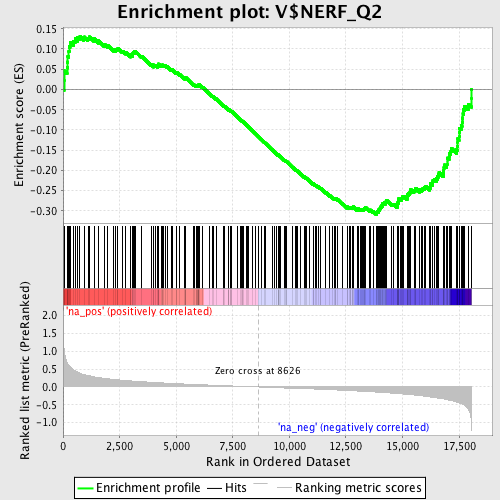 Enrichment plot: V$NERF_Q2
Enrichment score (ES)
0.15
0.10
0.05
0.00
-0.05
-0.10
-0.15
-0.20
-0.25
-0.30
'na_pos' (positively correlated)
Ranked list metric (PreRanked)
2.0
1.5
1.0
0.5
0.0
-0.5
-1.0
Zero cross at 8626
'na_neg' (negatively correlated)
0
2,500
5,000
7,500
10,000
12,500
15,000
17,500
Rank in Ordered Dataset
Enrichment profile
Hits
Ranking metric scores